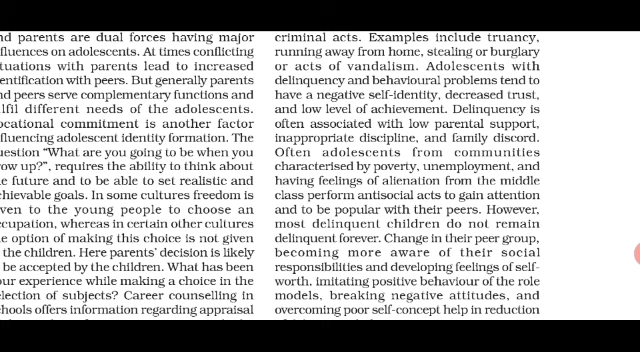 nd parents are dual forces having major
fluences on adolescents. At times conflicting
tuations with parents lead to increased
entification with peers. But generally parents
nd peers serve complementary functions and
lfil different needs of the adolescents.
ocational commitment is another factor
fluencing adolescent identity formation. The
uestion “What are you going to be when you
row up?”, requires the ability to think about
e future and to be able to set realistic and
chievable goals. In some cultures freedom is
ven to the young people to choose an
ccupation, whereas in certain other cultures
e option of making this choice is not given
the children. Here parents’ decision is likely
be accepted by the children. What has been
our experience while making a choice in the
election of subjects? Career counselling in
chools offers information regarding appraisal
criminal acts. Examples include truancy,
running away from home, stealing or burglary
or acts of vandalism. Adolescents with
delinquency and behavioural problems tend to
have a negative self-identity, decreased trust,
and low level of achievement. Delinquency is
often associated with low parental support,
inappropriate discipline, and family discord.
Often adolescents from communities
characterised by poverty, unemployment, and
having feelings of alienation from the middle
class perform antisocial acts to gain attention
and to be popular with their peers. However,
most delinquent children do not remain
delinquent forever. Change in their peer group,
becoming more aware of their social
responsibilities and developing feelings of self-
worth, imitating positive behaviour of the role
models, breaking negative attitudes, and
overcoming poor self-concept help in reduction